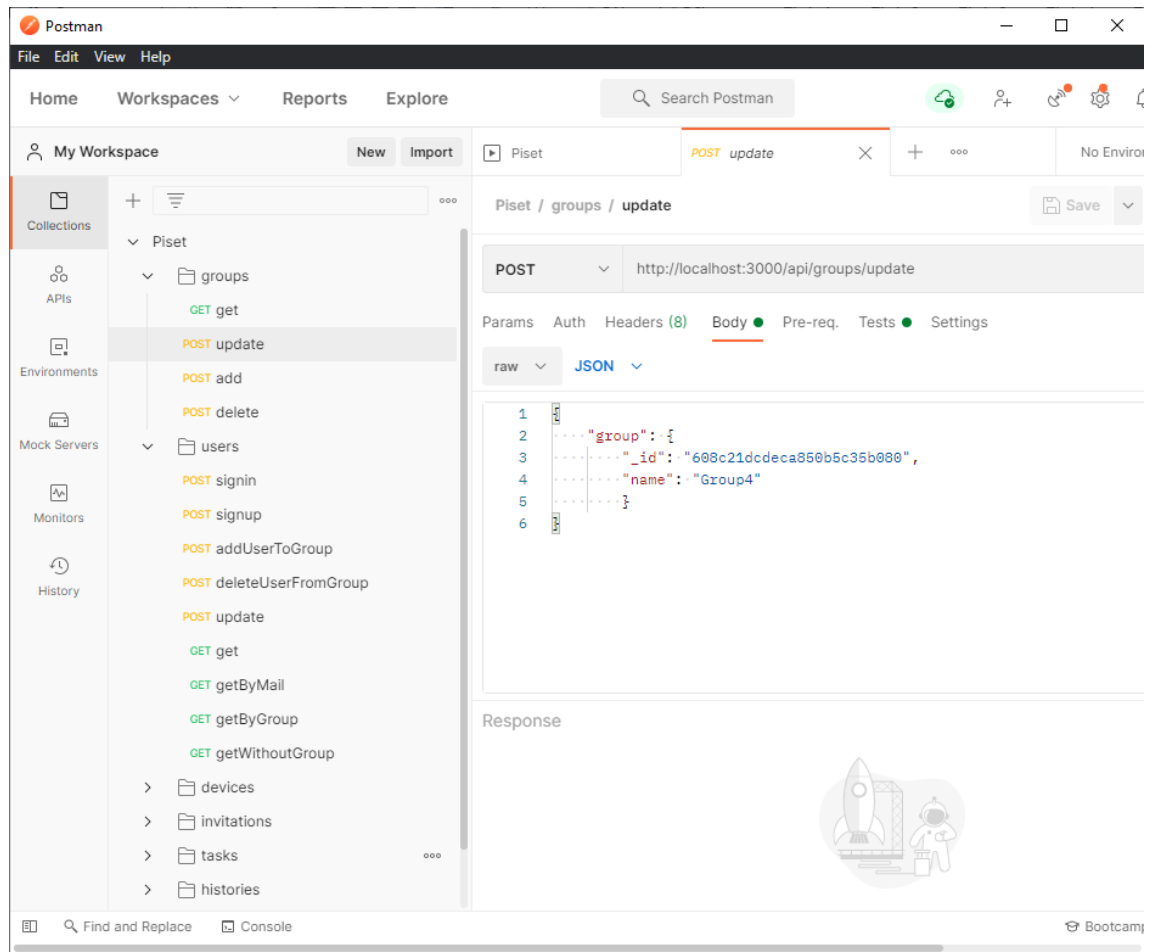 Postman
File Edit View Help
Home Workspaces Reports Explore Search Postman
My Workspace New Import Piset POST update No Enviro
Collections
APIs
Environments
Mock Servers
Monitors
History
Piset
groups
GET get
POST update
POST add
POST delete
users
POST signin
POST signup
POST addUserToGroup
POST deleteUserFromGroup
POST update
GET get
GET getByMail
GET getByGroup
GET getWithoutGroup
devices
invitations
tasks
histories
Piset / groups / update Save
POST http://localhost:3000/api/groups/update
Params Auth Headers (8) Body Pre-req. Tests Settings
raw JSON
1 {
2 "group": {
3 "_id": "608c21dcdeca850b5c35b080",
4 "name": "Group4"
5 }
6 }
Response
Find and Replace Console Bootcamp